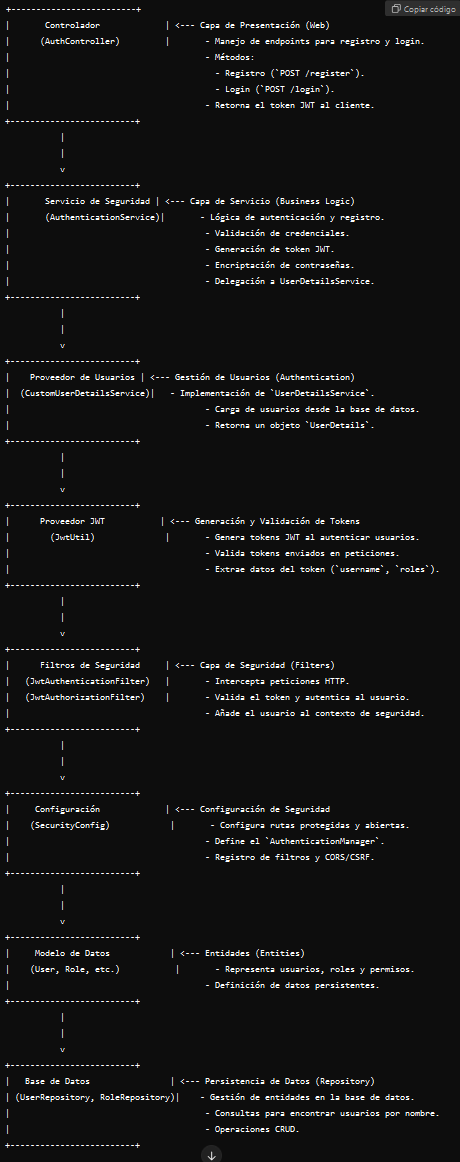 Copiar código
+-------------------------+
|       Controlador             | <--- Capa de Presentación (Web)
|      (AuthController)         |       - Manejo de endpoints para registro y login.
|                                       - Métodos:
|                                         - Registro (`POST /register`).
|                                         - Login (`POST /login`).
|                                       - Retorna el token JWT al cliente.
+-------------------------+
           |
           |
           v
+-------------------------+
|       Servicio de Seguridad | <--- Capa de Servicio (Business Logic)
|       (AuthenticationService)|       - Lógica de autenticación y registro.
|                                       - Validación de credenciales.
|                                       - Generación de token JWT.
|                                       - Encriptación de contraseñas.
|                                       - Delegación a UserDetailsService.
+-------------------------+
           |
           |
           v
+-------------------------+
|    Proveedor de Usuarios | <--- Gestión de Usuarios (Authentication)
|  (CustomUserDetailsService)|   - Implementación de `UserDetailsService`.
|                                       - Carga de usuarios desde la base de datos.
|                                       - Retorna un objeto `UserDetails`.
+-------------------------+
           |
           |
           v
+-------------------------+
|      Proveedor JWT           | <--- Generación y Validación de Tokens
|        (JwtUtil)              |       - Genera tokens JWT al autenticar usuarios.
|                                       - Valida tokens enviados en peticiones.
|                                       - Extrae datos del token (`username`, `roles`).
+-------------------------+
           |
           |
           v
+-------------------------+
|      Filtros de Seguridad     | <--- Capa de Seguridad (Filters)
|   (JwtAuthenticationFilter)   |       - Intercepta peticiones HTTP.
|   (JwtAuthorizationFilter)    |       - Valida el token y autentica al usuario.
|                                       - Añade el usuario al contexto de seguridad.
+-------------------------+
           |
           |
           v
+-------------------------+
|     Configuración             | <--- Configuración de Seguridad
|    (SecurityConfig)            |       - Configura rutas protegidas y abiertas.
|                                       - Define el `AuthenticationManager`.
|                                       - Registro de filtros y CORS/CSRF.
+-------------------------+
           |
           |
           v
+-------------------------+
|     Modelo de Datos            | <--- Entidades (Entities)
|    (User, Role, etc.)           |       - Representa usuarios, roles y permisos.
|                                       - Definición de datos persistentes.
+-------------------------+
           |
           |
           v
+-------------------------+
|   Base de Datos                | <--- Persistencia de Datos (Repository)
| (UserRepository, RoleRepository)|    - Gestión de entidades en la base de datos.
|                                       - Consultas para encontrar usuarios por nombre.
|                                       - Operaciones CRUD.
+-------------------------+